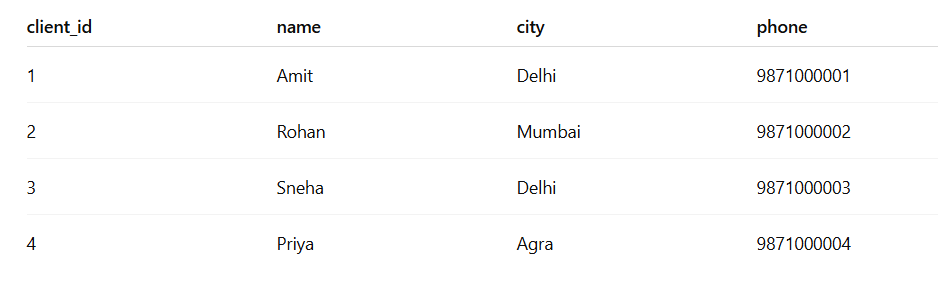 client_id name city phone
1 Amit Delhi 9871000001
2 Rohan Mumbai 9871000002
3 Sneha Delhi 9871000003
4 Priya Agra 9871000004